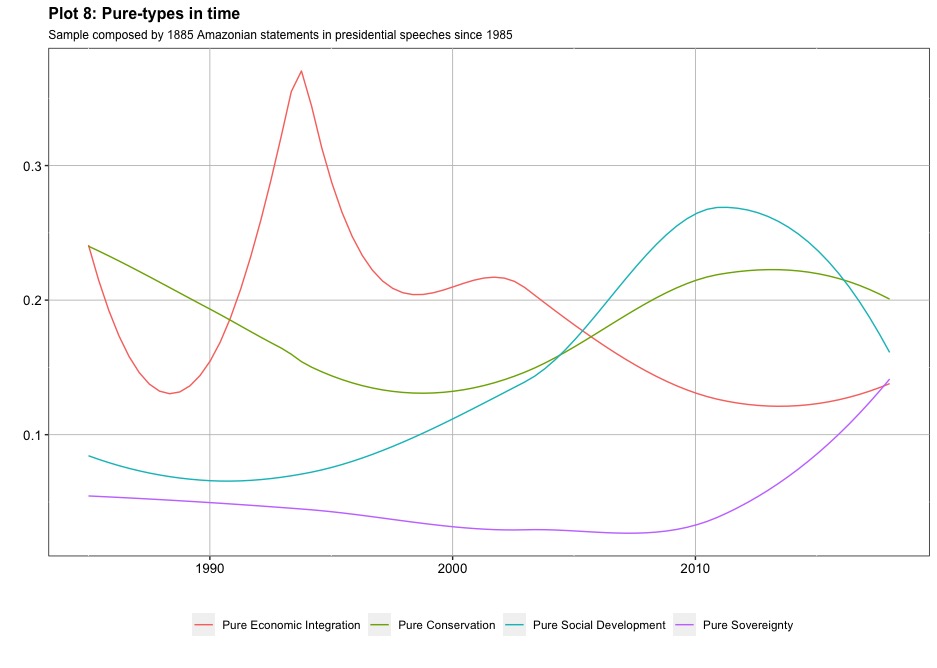 Plot 8: Pure-types in time
Sample composed by 1885 Amazonian statements in presidential speeches since 1985
0.3
0.2
0.1
1990 2000 2010
Pure Economic Integration Pure Conservation Pure Social Development Pure Sovereignty